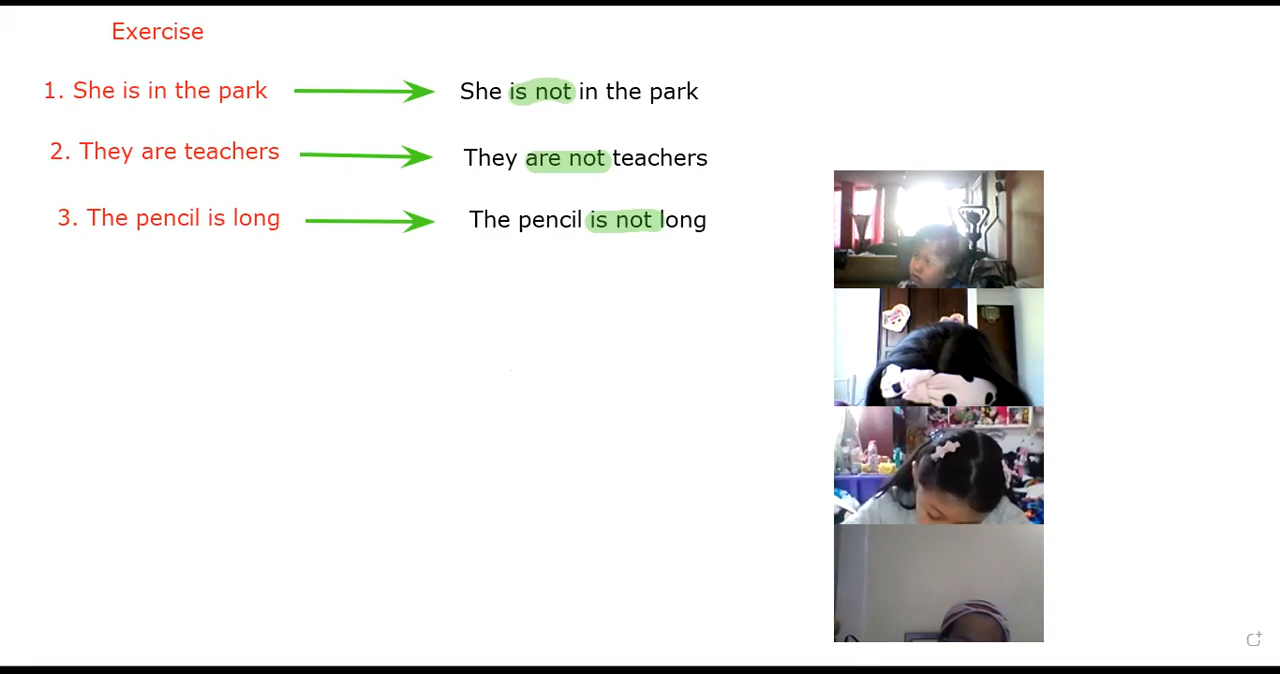 Exercise
1. She is in the park She is not in the park
2. They are teachers They are not teachers
3. The pencil is long The pencil is not long